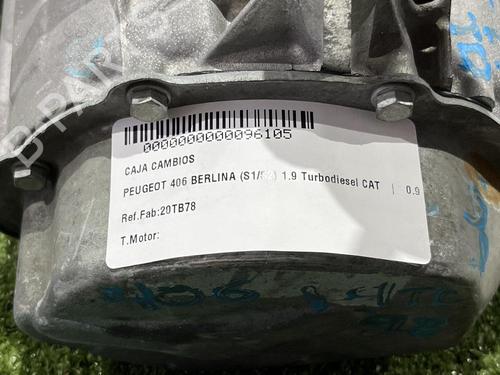 0000000000096105
CAJA CAMBIOS
PEUGEOT 406 BERLINA (S1/S2) 1.9 Turbodiesel CAT | 0.9
Ref.Fab:20TB78
T.Motor:
406
98